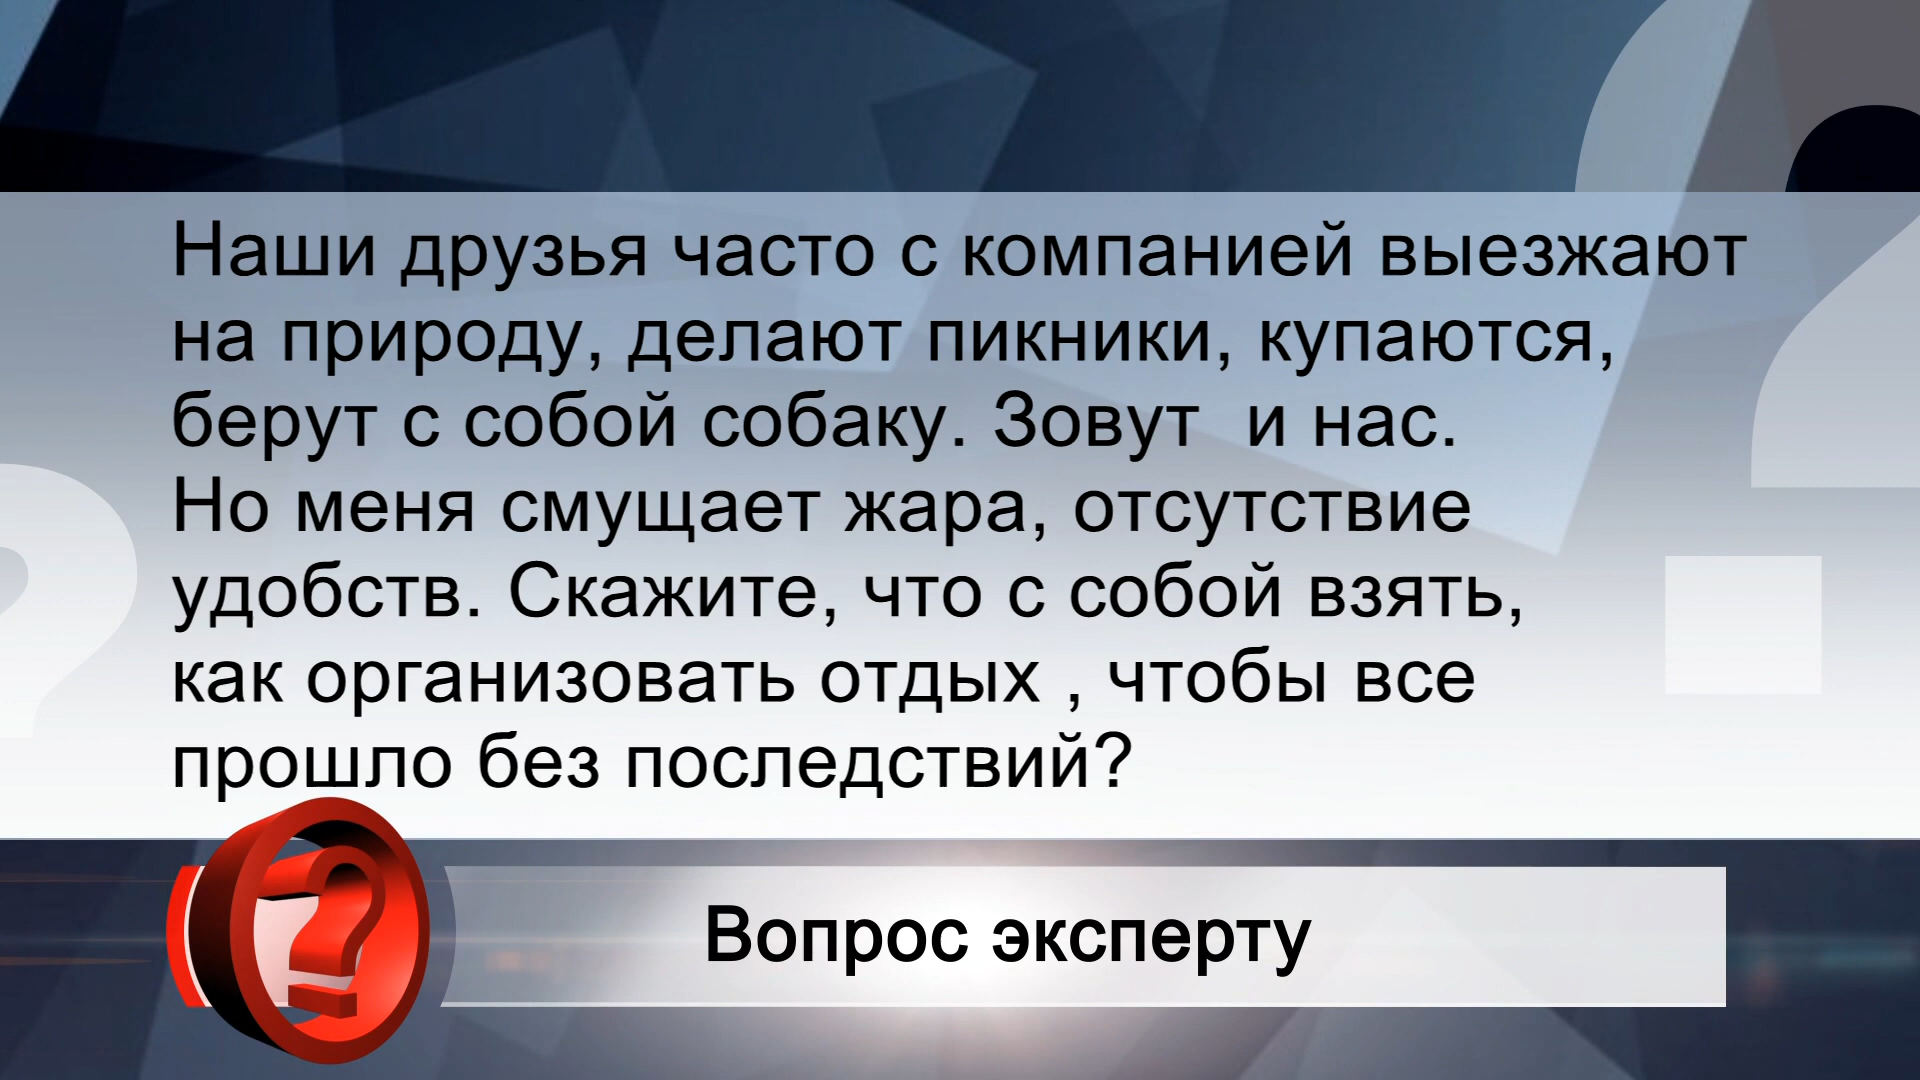 Наши друзья часто с компанией выезжают
на природу, делают пикники, купаются,
берут с собой собаку. Зовут  и нас.
Но меня смущает жара, отсутствие
удобств. Скажите, что с собой взять,
как организовать отдых , чтобы все
прошло без последствий?
Вопрос эксперту